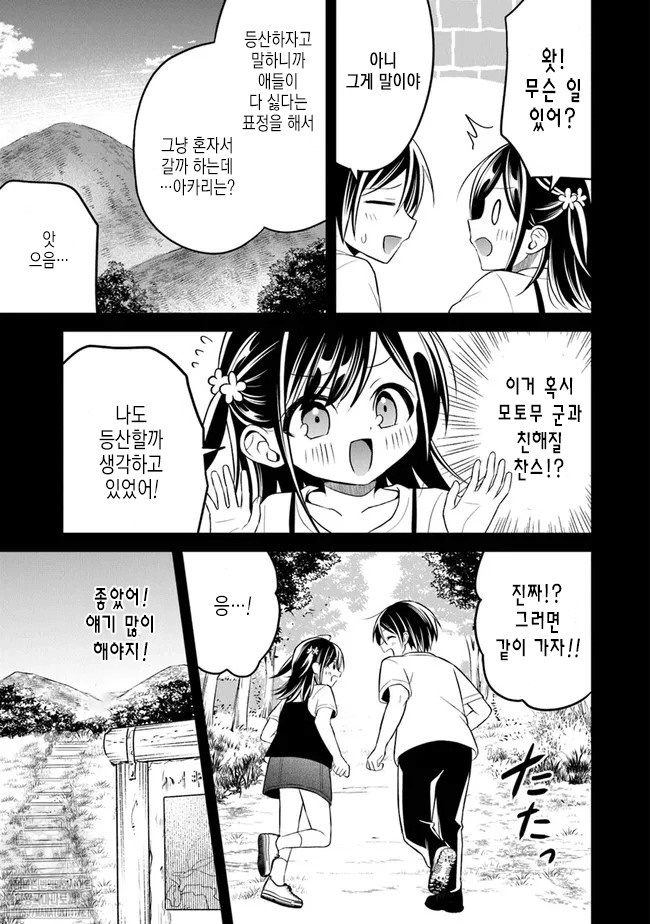 왓!
무슨 일
있어?
아니
그게 말이야
등산하자고
말하니까
애들이
다 싫다는
표정을 해서
그냥 혼자서
갈까 하는데
…아카리는?
앗
으음…
이거 혹시
모토무 군과
친해질
찬스!?
나도
등산할까
생각하고
있었어!
진짜!?
그러면
같이 가자!!
응…!
たたっ
좋았어!
얘기 많이
해야지!